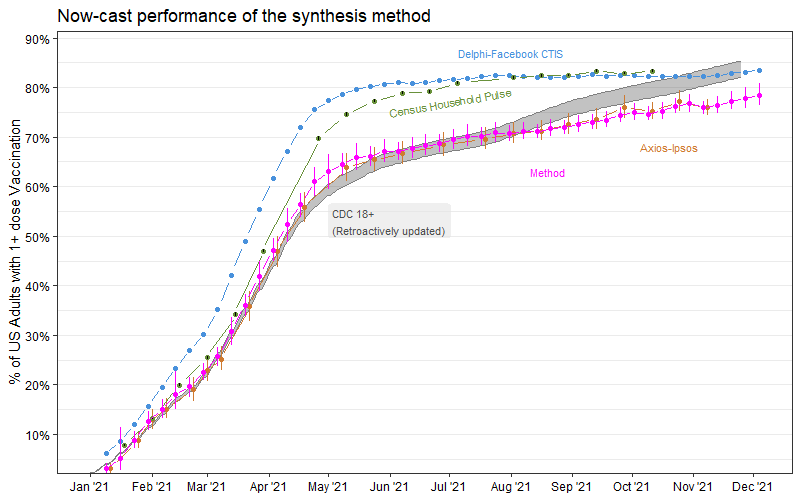 Now-cast performance of the synthesis method
% of US Adults with 1+ dose Vaccination
90%
80%
70%
60%
50%
40%
30%
20%
10%
Delphi-Facebook CTIS
Census Household Pulse
Axios-Ipsos
Method
CDC 18+
(Retroactively updated)
Jan '21
Feb '21
Mar '21
Apr '21
May '21
Jun '21
Jul '21
Aug '21
Sep '21
Oct '21
Nov '21
Dec '21